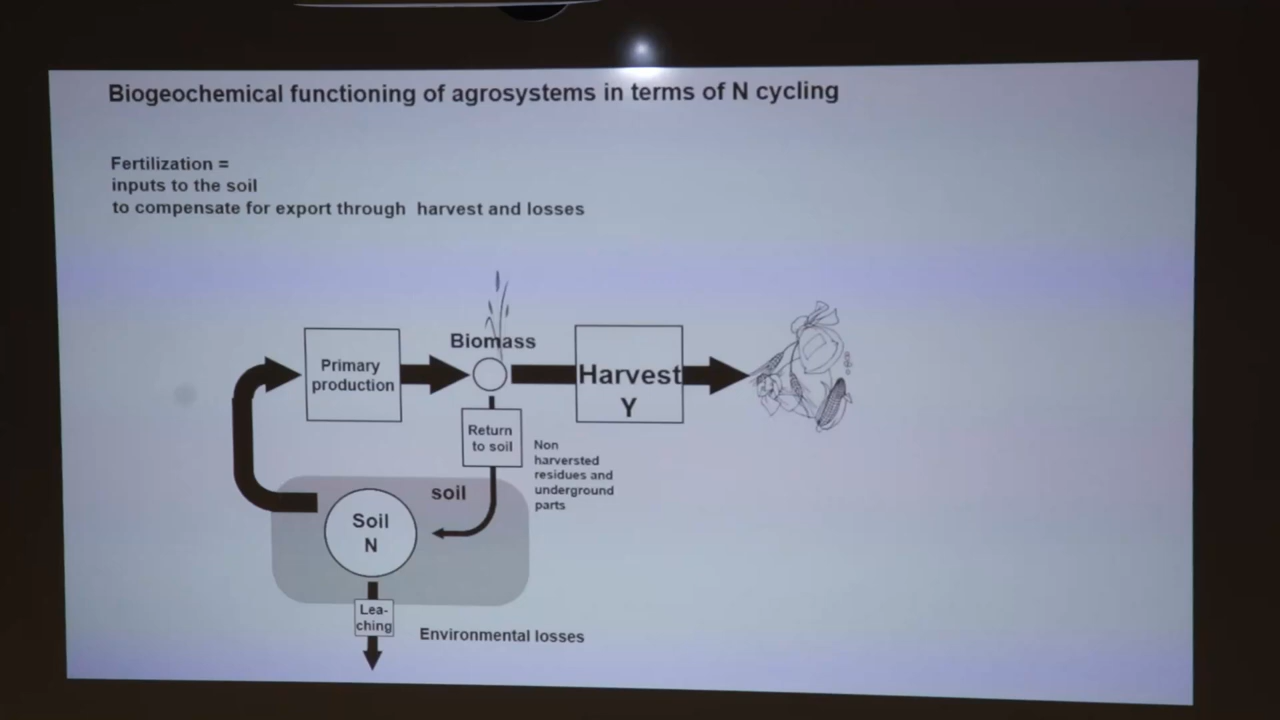 Biogeochemical functioning of agrosystems in terms of N cycling
Fertilization =
inputs to the soil
to compensate for export through harvest and losses
Biomass
Primary
production
Harvest
Y
Return
to soil
Non
harversted
residues and
underground
parts
soil
Soil
N
Lea-
ching
Environmental losses